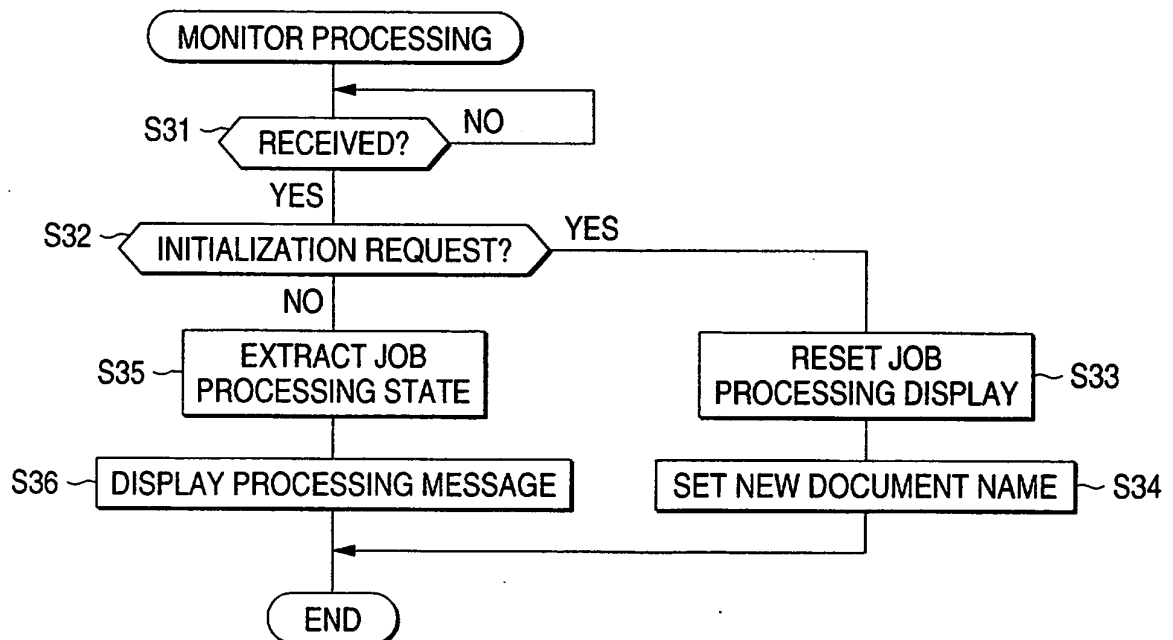 MONITOR PROCESSING
S31
RECEIVED?
NO
YES
S32
INITIALIZATION REQUEST?
YES
NO
S35
EXTRACT JOB
PROCESSING STATE
RESET JOB
PROCESSING DISPLAY
S33
S36
DISPLAY PROCESSING MESSAGE
SET NEW DOCUMENT NAME
S34
END